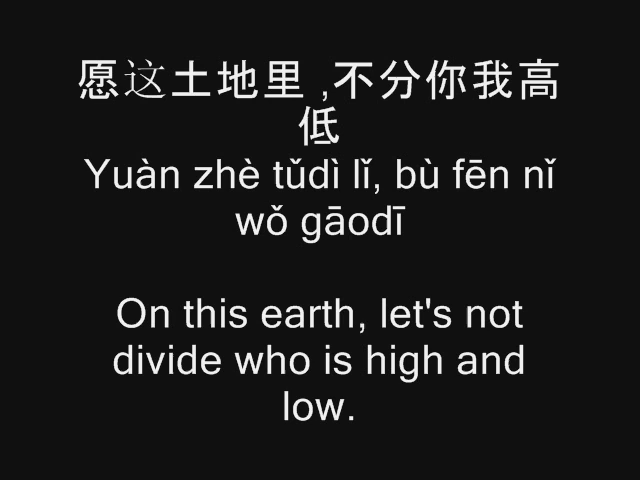 愿这土地里 ,不分你我高
低
Yuàn zhè tǔdì lǐ, bù fēn nǐ
wǒ gāodī
On this earth, let's not
divide who is high and
low.